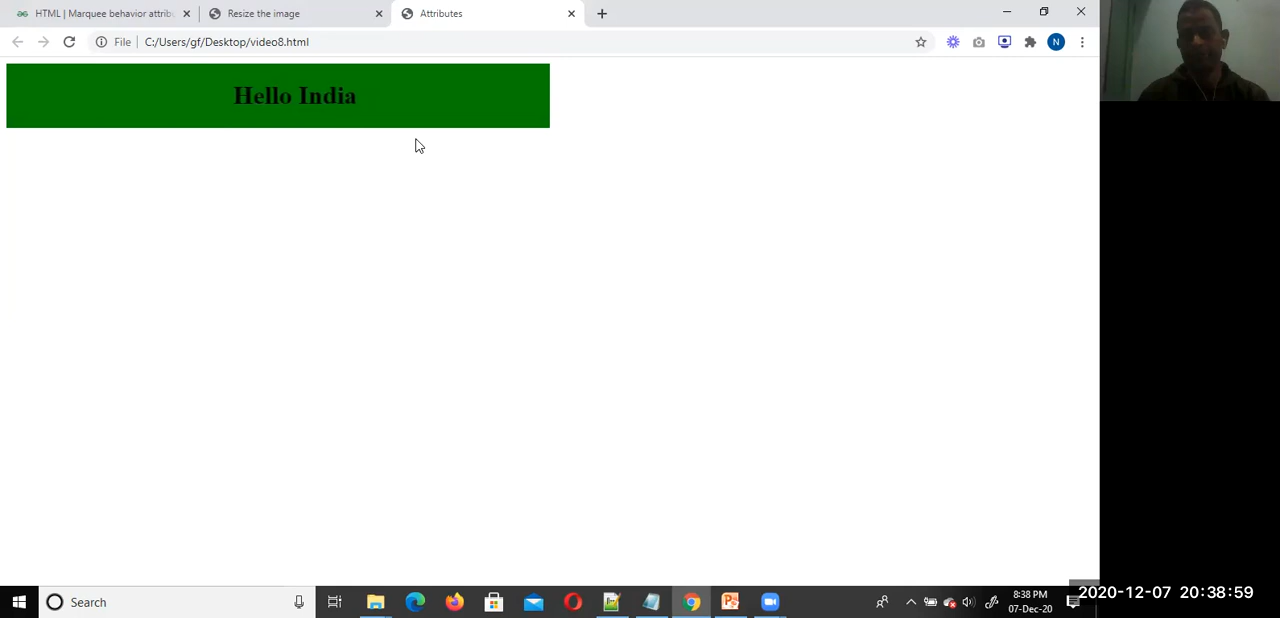 HTML | Marquee behavior attribu
Resize the image
Attributes
File
C:/Users/gf/Desktop/video8.html
N
Hello India
Search
8:38 PM
07-Dec-20
2020-12-07 20:38:59